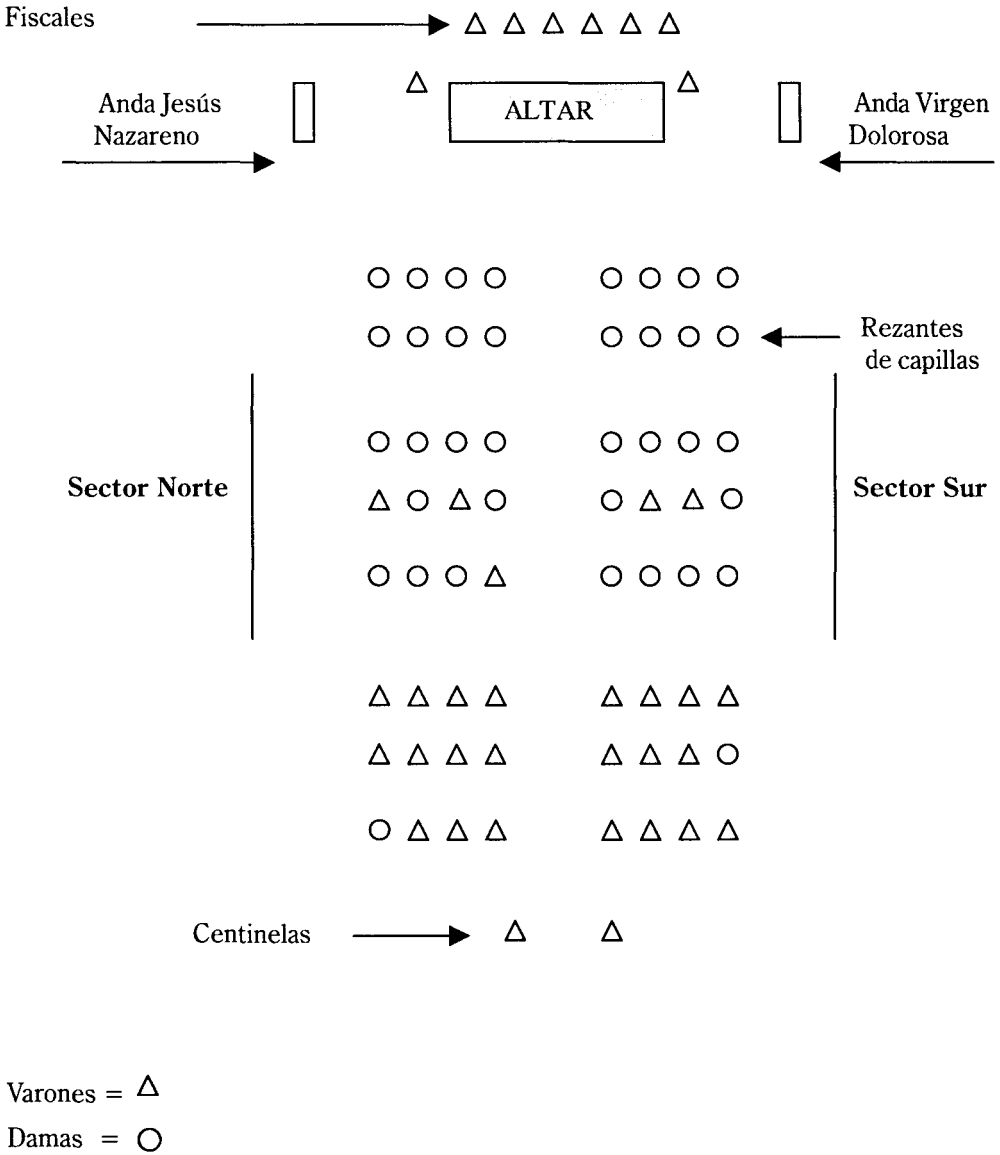 Fiscales
ALTAR
Anda Jesús
Nazareno
Anda Virgen
Dolorosa
Rezantes
de capillas
Sector Norte
Sector Sur
Centinelas
Varones =
Damas =